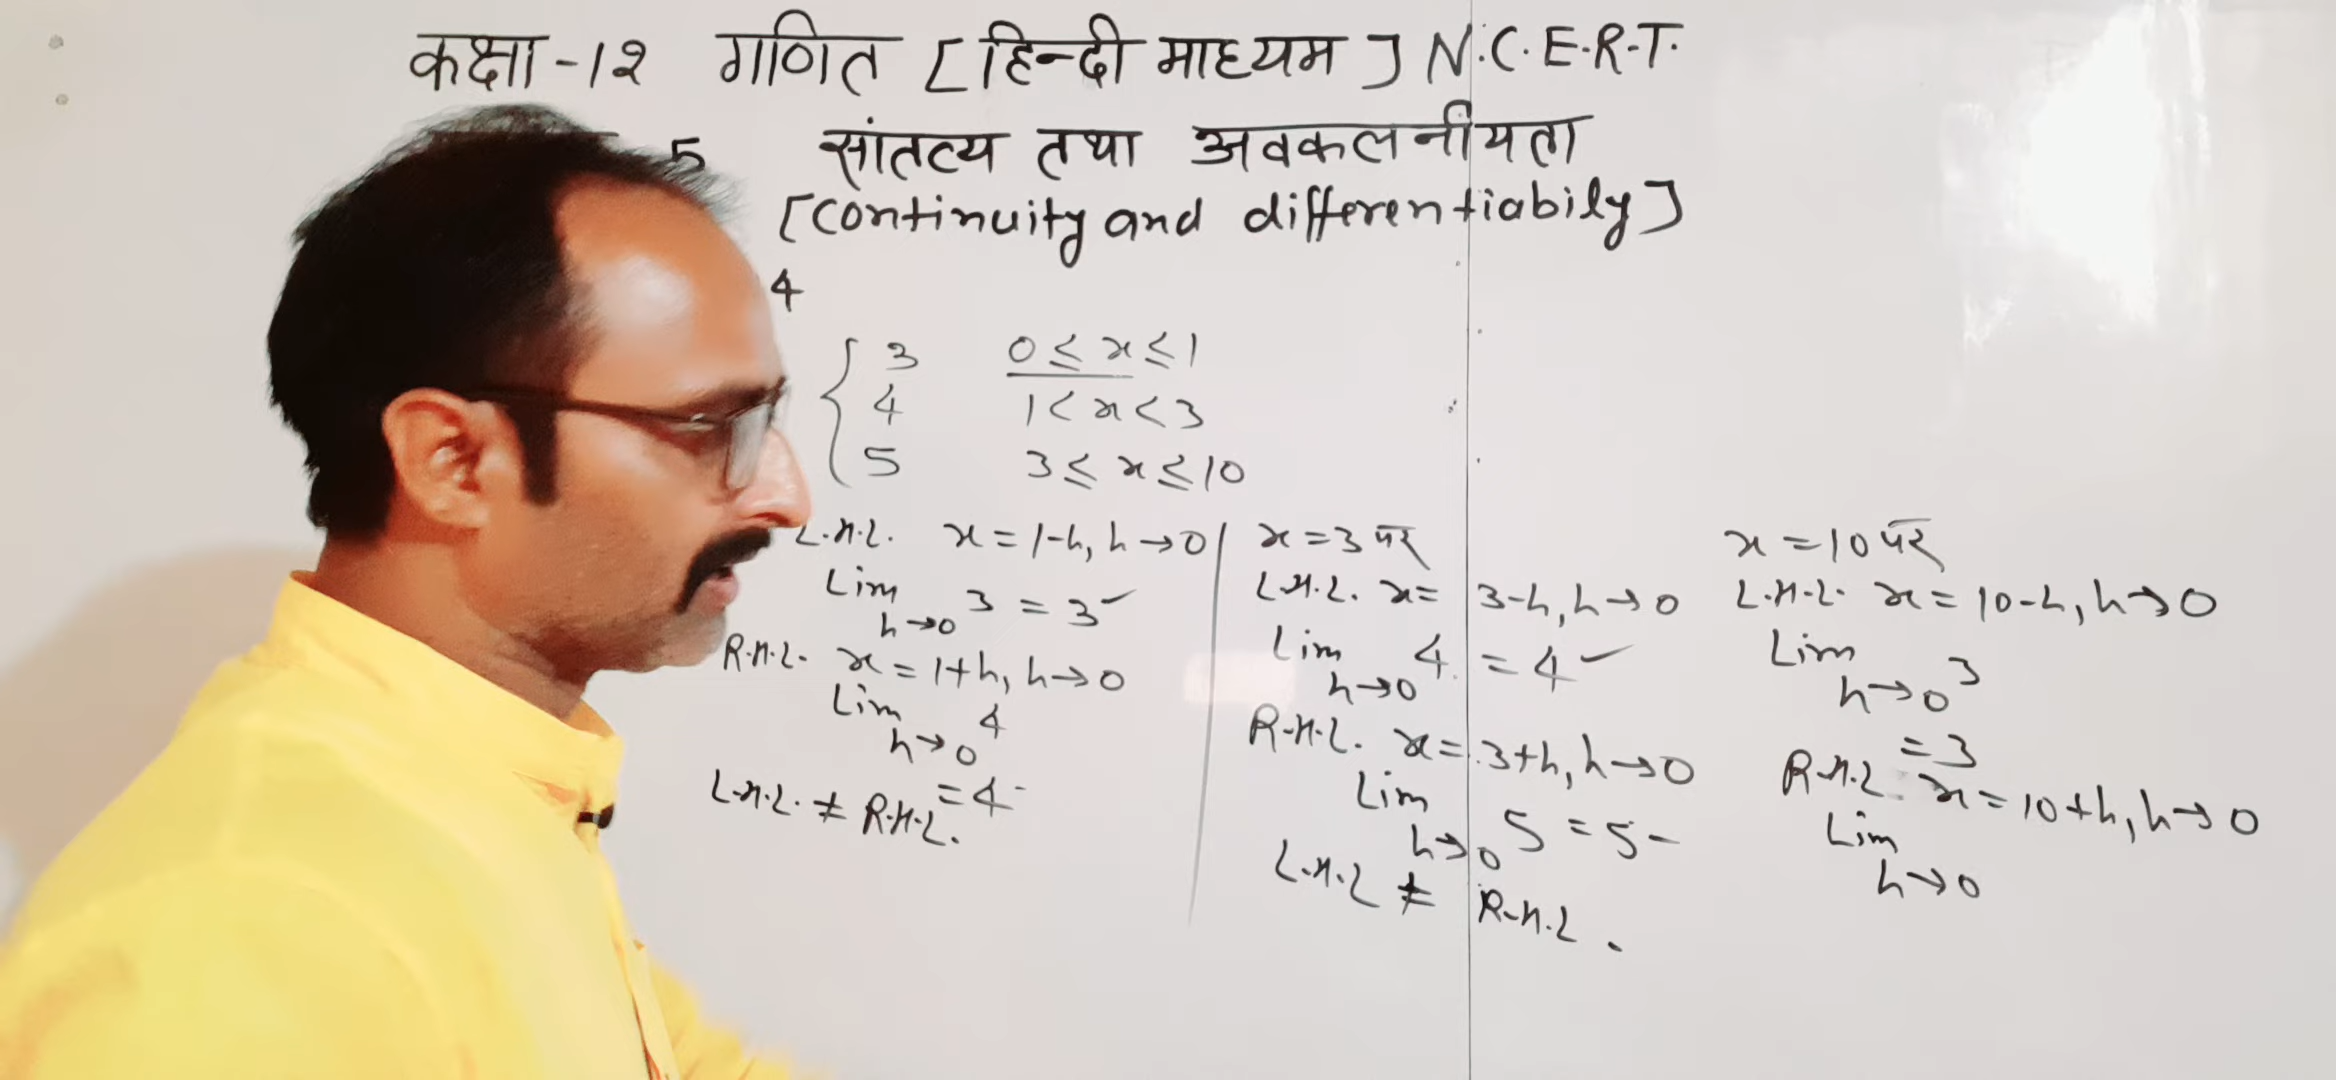 कक्षा -12 गणित [हिन्दी माध्यम] N.C.E.R.T.
5 सांतत्य तथा अवकलनीयता
[Continuity and differentiabily]
4
3 0 ≤ x ≤ 1
4 1 < x < 3
5 3 ≤ x ≤ 10
L.H.L. x = 1-h, h→0
Lim h→0 3 = 3
R.H.L. x = 1+h, h→0
Lim h→0 4
= 4
L.H.L. ≠ R.H.L.
x = 3 पर
L.H.L. x = 3-h, h→0
Lim h→0 4 = 4
R.H.L. x = 3+h, h→0
Lim h→0 5 = 5
L.H.L ≠ R.H.L.
x = 10 पर
L.H.L. x = 10-h, h→0
Lim h→0 3
= 3
R.H.L. x = 10+h, h→0
Lim h→0